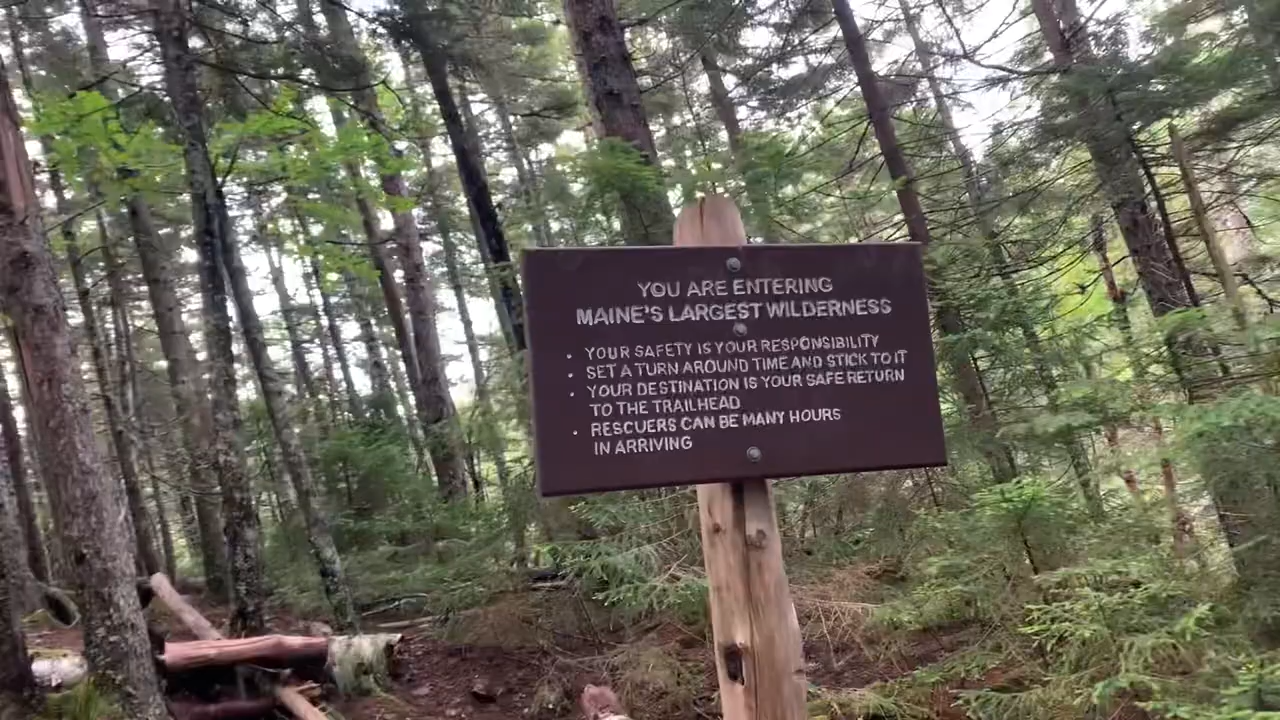 YOU ARE ENTERING
MAINE'S LARGEST WILDERNESS
• YOUR SAFETY IS YOUR RESPONSIBILITY
• SET A TURN AROUND TIME AND STICK TO IT
• YOUR DESTINATION IS YOUR SAFE RETURN
TO THE TRAILHEAD
• RESCUERS CAN BE MANY HOURS
IN ARRIVING